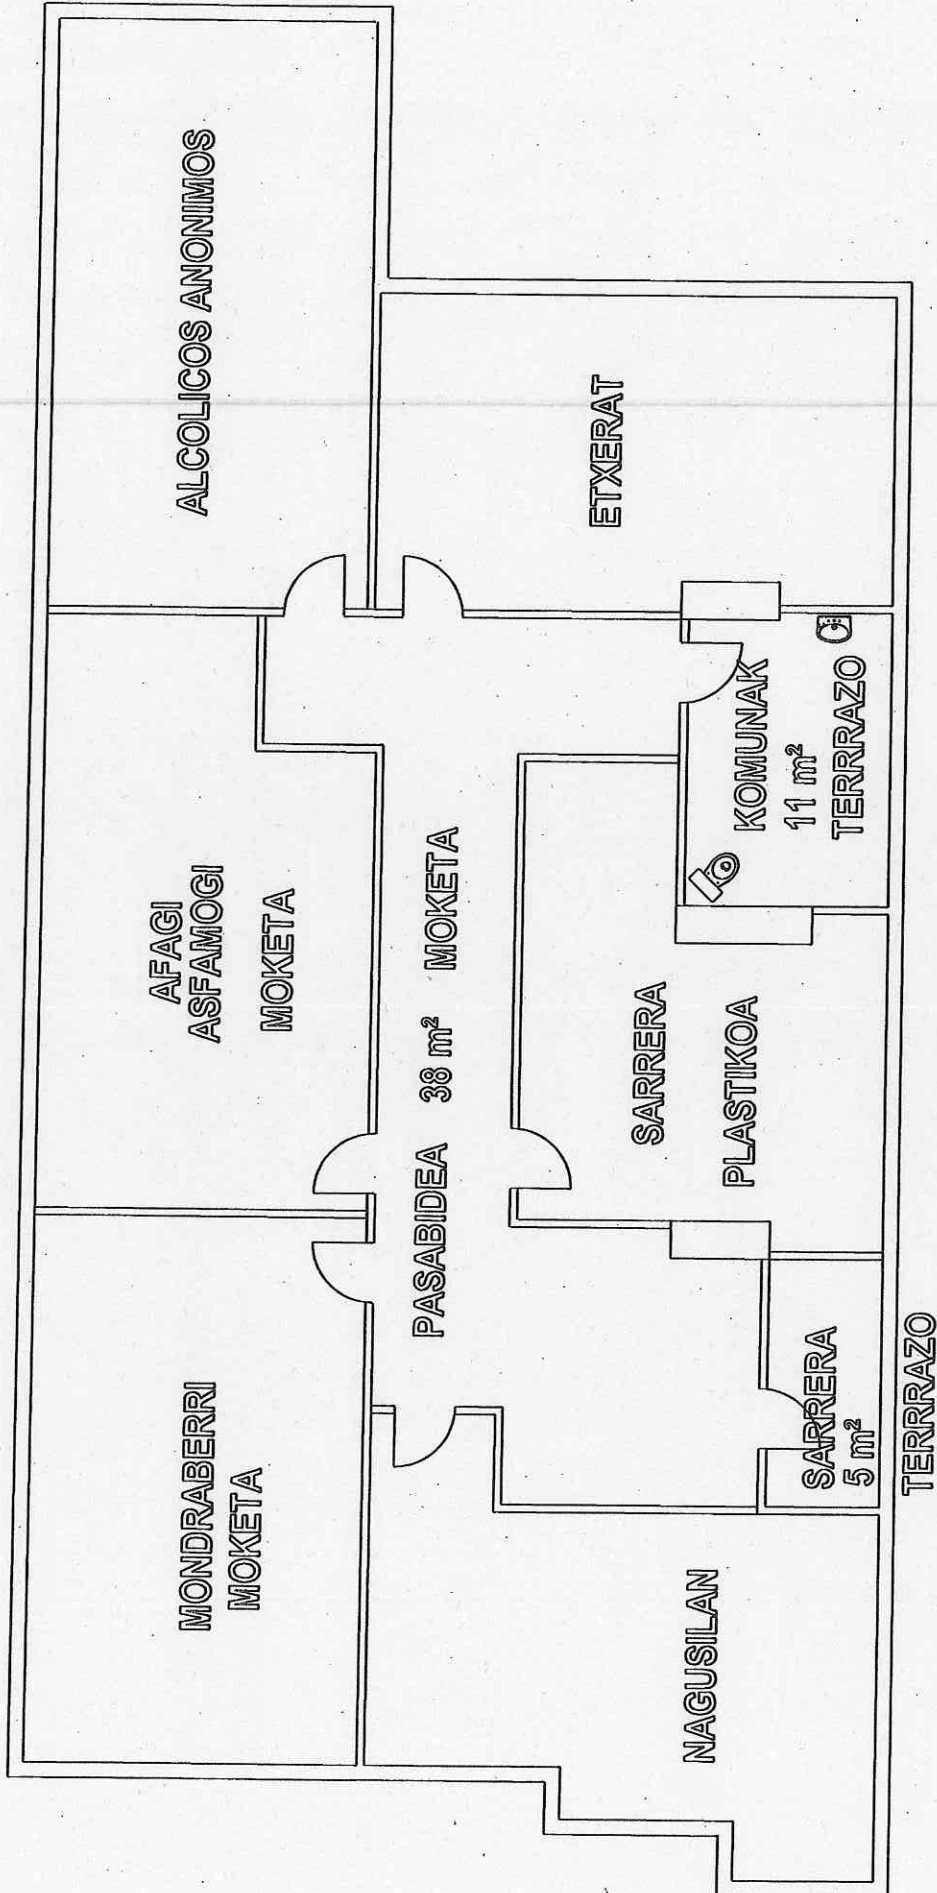 MONDRABERRI
MOKETA
AFAGI
ASFAMOGI
MOKETA
ALCOLICOS ANONIMOS
PASABIDEA 38 m² MOKETA
ETXERAT
NAGUSILAN
SARRERA
5 m²
TERRRAZO
SARRERA
PLASTIKOA
KOMUNAK
11 m²
TERRRAZO